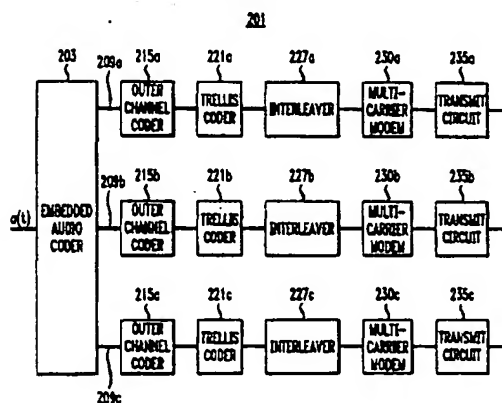 201
203
209a
215a
221a
227a
230a
235a
OUTER CHANNEL CODER
TRELLIS CODER
INTERLEAVER
MULTI-CARRIER MODEM
TRANSMIT CIRCUIT
a(t)
EMBEDDED AUDIO CODER
209b
215b
221b
227b
230b
235b
OUTER CHANNEL CODER
TRELLIS CODER
INTERLEAVER
MULTI-CARRIER MODEM
TRANSMIT CIRCUIT
215c
221c
227c
230c
235c
OUTER CHANNEL CODER
TRELLIS CODER
INTERLEAVER
MULTI-CARRIER MODEM
TRANSMIT CIRCUIT
209c